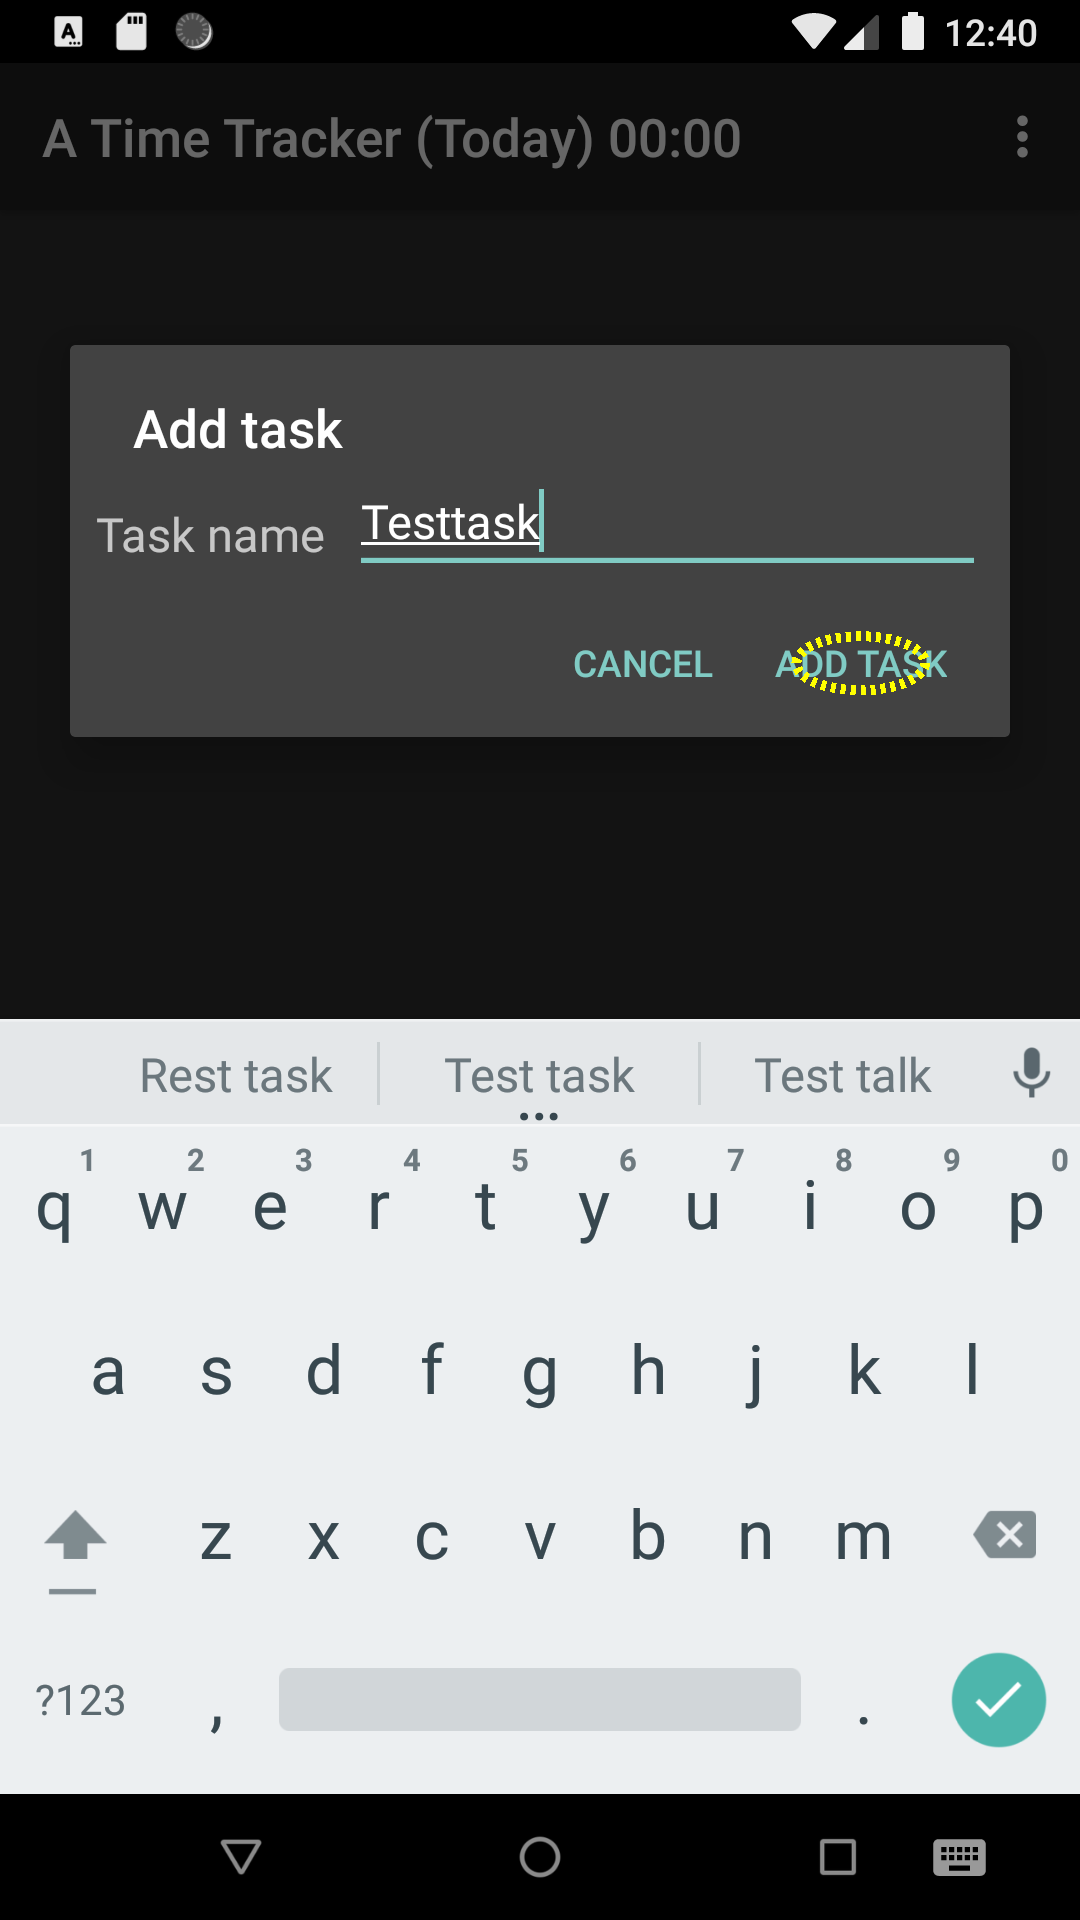 12:40
A Time Tracker (Today) 00:00
Add task
Task name Testtask
CANCEL ADD TASK
Rest task Test task Test talk
1 2 3 4 5 6 7 8 9 0
q w e r t y u i o p
a s d f g h j k l
z x c v b n m
?123 , .